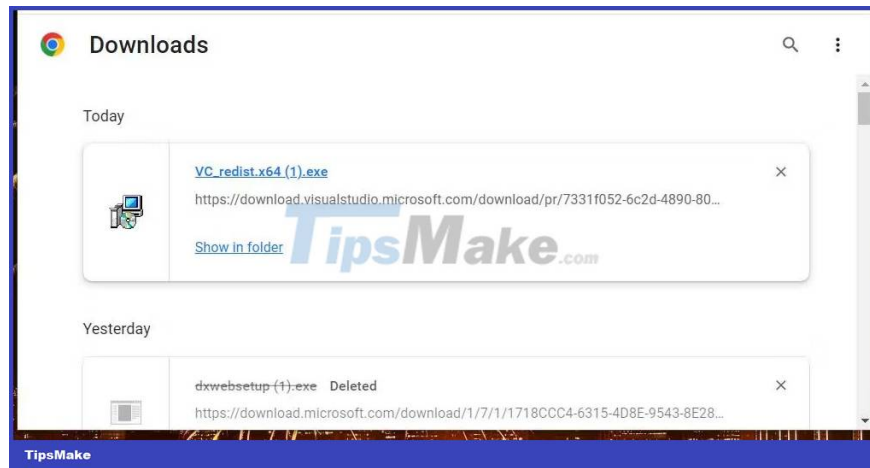 Downloads
Today
VC_redist.x64 (1).exe
https://download.visualstudio.microsoft.com/download/pr/7331f052-6c2d-4890-80...
Show in folder
TipsMake.com
Yesterday
dxwebsetup (1).exe Deleted
https://download.microsoft.com/download/1/7/1/1718CCC4-6315-4D8E-9543-8E28...
TipsMake